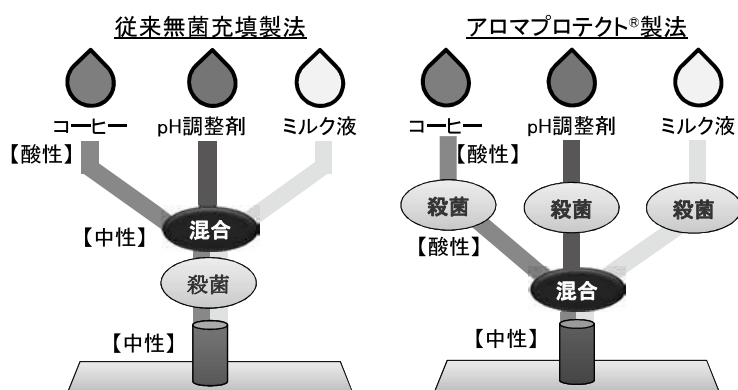 従来無菌充填製法
コーヒー
pH調整剤
ミルク液
【酸性】
【中性】
混合
殺菌
【中性】
アロマプロテクト®製法
コーヒー
pH調整剤
ミルク液
【酸性】
殺菌
殺菌
殺菌
【酸性】
混合
【中性】